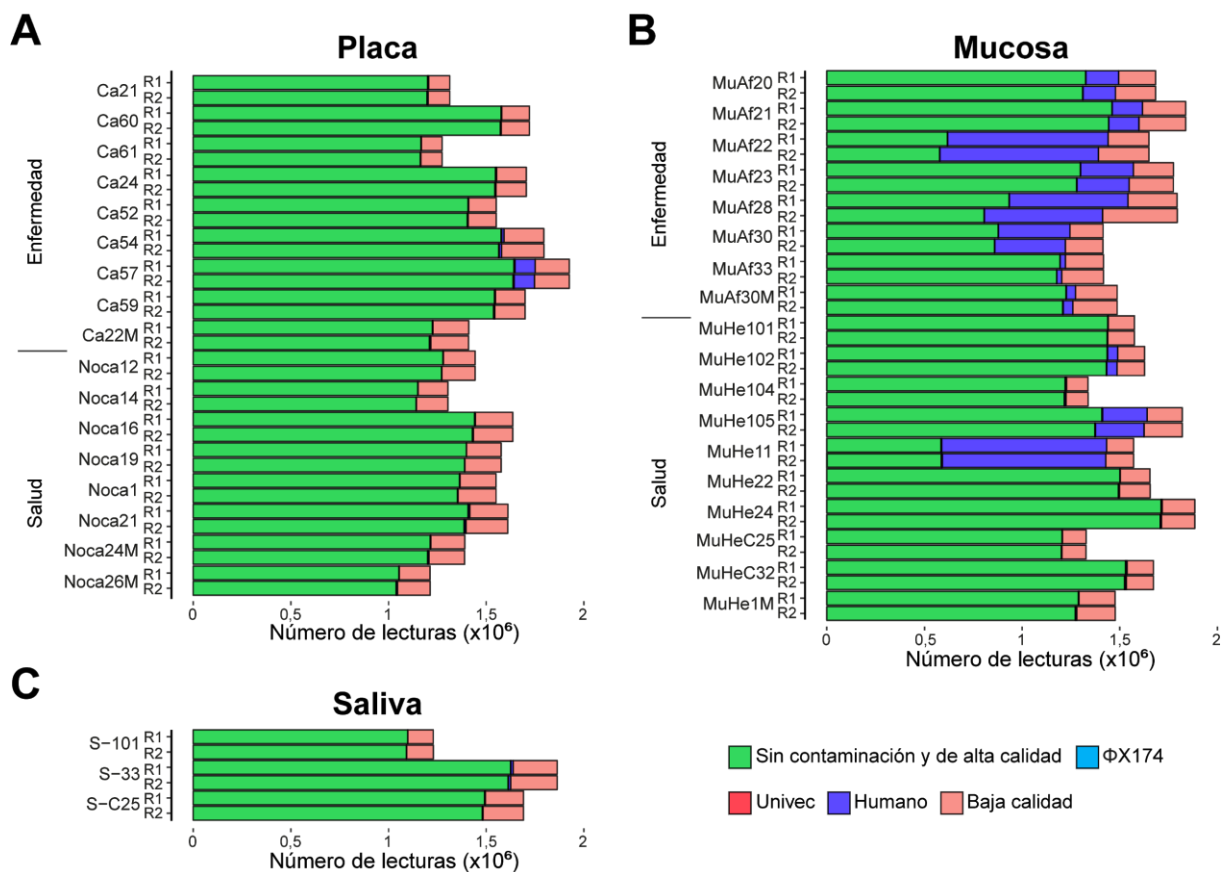 A
Placa
Enfermedad
Salud
Ca21 R1
R2
Ca60 R1
R2
Ca61 R1
R2
Ca24 R1
R2
Ca52 R1
R2
Ca54 R1
R2
Ca57 R1
R2
Ca59 R1
R2
Ca22M R1
R2
Noca12 R1
R2
Noca14 R1
R2
Noca16 R1
R2
Noca19 R1
R2
Noca1 R1
R2
Noca21 R1
R2
Noca24M R1
R2
Noca26M R1
R2
0 0,5 1 1,5 2
Número de lecturas (x10⁶)
B
Mucosa
Enfermedad
Salud
MuAf20 R1
R2
MuAf21 R1
R2
MuAf22 R1
R2
MuAf23 R1
R2
MuAf28 R1
R2
MuAf30 R1
R2
MuAf33 R1
R2
MuAf30M R1
R2
MuHe101 R1
R2
MuHe102 R1
R2
MuHe104 R1
R2
MuHe105 R1
R2
MuHe11 R1
R2
MuHe22 R1
R2
MuHe24 R1
R2
MuHeC25 R1
R2
MuHeC32 R1
R2
MuHe1M R1
R2
0 0,5 1 1,5 2
Número de lecturas (x10⁶)
C
Saliva
S−101 R1
R2
S−33 R1
R2
S−C25 R1
R2
0 0,5 1 1,5 2
Número de lecturas (x10⁶)
Sin contaminación y de alta calidad ΦX174
Univec Humano Baja calidad